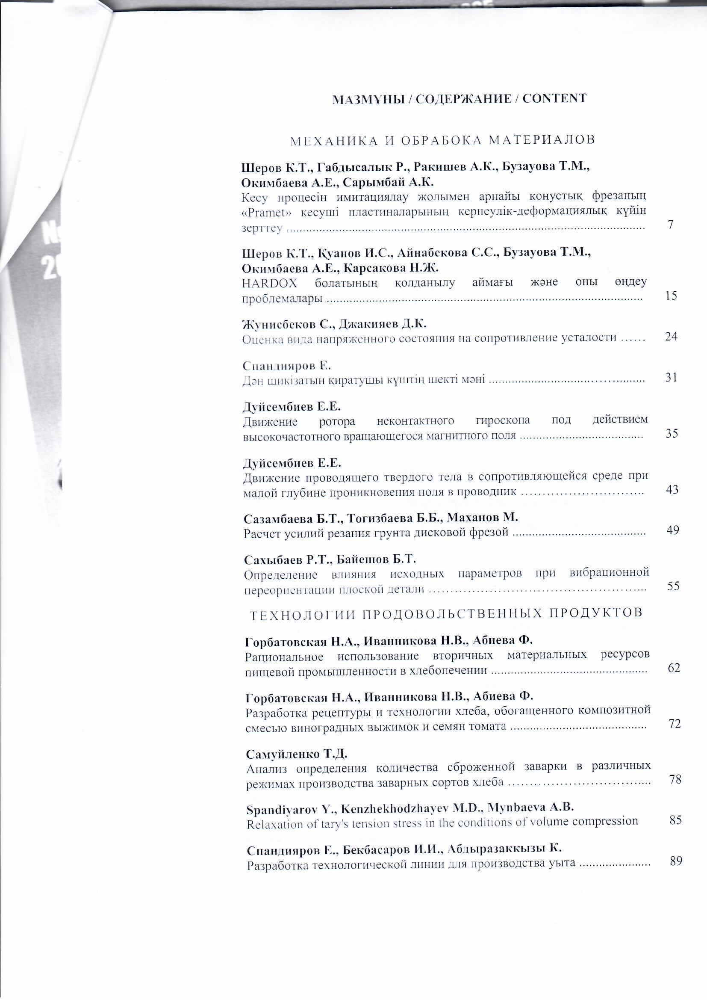 МАЗМҰНЫ / СОДЕРЖАНИЕ / CONTENT
МЕХАНИКА И ОБРАБОКА МАТЕРИАЛОВ
Шеров К.Т., Габдысалык Р., Ракишев А.К., Бузауова Т.М.,
Окимбаева А.Е., Сарымбай А.К.
Кесу процесін имитациялау жолымен арнайы конустық фрезаның
«Pramet» кесуші пластиналарының кернеулік-деформациялық күйін
зерттеу ........ 7
Шеров К.Т., Қуанов И.С., Айнабекова С.С., Бузауова Т.М.,
Окимбаева А.Е., Карсакова Н.Ж.
HARDOX болатының қолданылу аймағы және оны өңдеу
проблемалары ........ 15
Жунисбеков С., Джакияев Д.К.
Оценка вида напряженного состояния на сопротивление усталости ...... 24
Спандияров Е.
Дән шикізатын қиратушы күштің шекті мәні ........ 31
Дуйсембиев Е.Е.
Движение ротора неконтактного гироскопа под действием
высокочастотного вращающегося магнитного поля ........ 35
Дуйсембиев Е.Е.
Движение проводящего твердого тела в сопротивляющейся среде при
малой глубине проникновения поля в проводник ........ 43
Сазамбаева Б.Т., Тогизбаева Б.Б., Маханов М.
Расчет усилий резания грунта дисковой фрезой ........ 49
Сахыбаев Р.Т., Байешов Б.Т.
Определение влияния исходных параметров при вибрационной
переориентации плоской детали ........ 55
ТЕХНОЛОГИИ ПРОДОВОЛЬСТВЕННЫХ ПРОДУКТОВ
Горбатовская Н.А., Иванникова Н.В., Абиева Ф.
Рациональное использование вторичных материальных ресурсов
пищевой промышленности в хлебопечении ........ 62
Горбатовская Н.А., Иванникова Н.В., Абиева Ф.
Разработка рецептуры и технологии хлеба, обогащенного композитной
смесью виноградных выжимок и семян томата ........ 72
Самуйленко Т.Д.
Анализ определения количества сброженной заварки в различных
режимах производства заварных сортов хлеба ........ 78
Spandiyarov Y., Kenzhekhodzhayev M.D., Mynbaeva A.B.
Relaxation of tary's tension stress in the conditions of volume compression 85
Спандияров Е., Бекбасаров И.И., Абдыразаккызы К.
Разработка технологической линии для производства уыта ........ 89